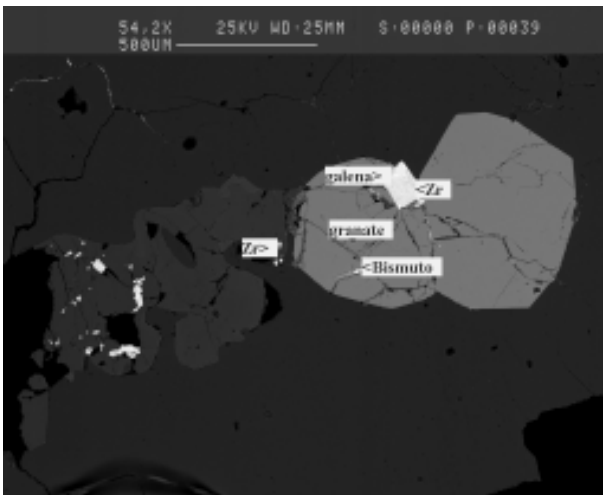 54.2X 25KV WD:25MM S:00000 P:00039
500UM
galena>
<Zr
granate
Zr>
<Bismuto